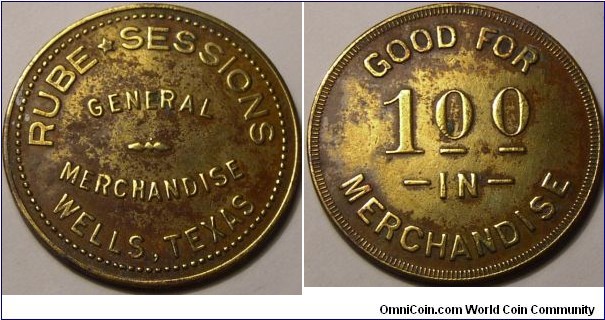 RUBE SESSIONS
GENERAL
MERCHANDISE
WELLS, TEXAS
GOOD FOR
100
-IN-
MERCHANDISE
OmniCoin.com World Coin Community